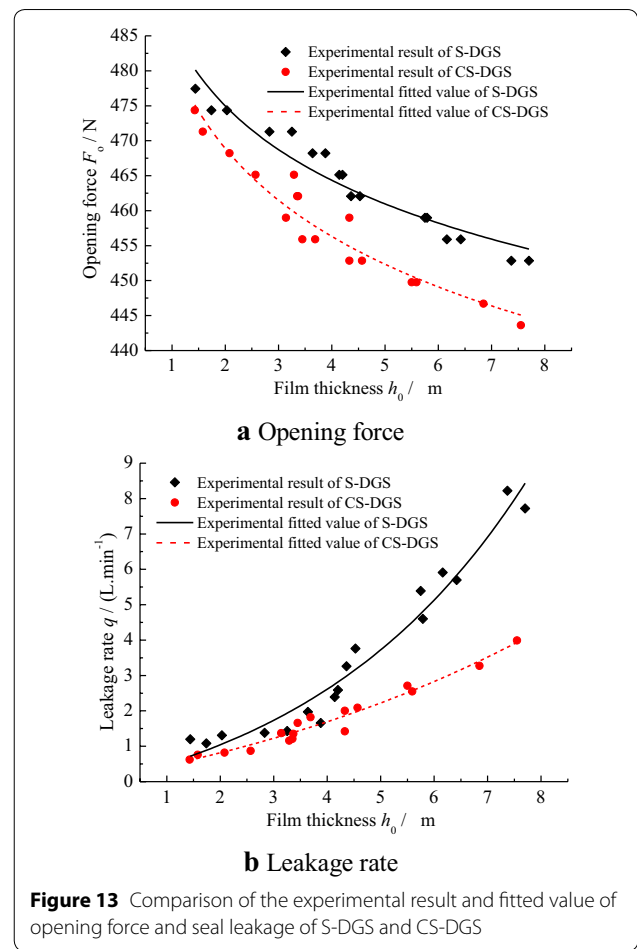 485
480
475
470
465
460
455
450
445
440
Opening force Fₒ / N
Experimental result of S-DGS
Experimental result of CS-DGS
Experimental fitted value of S-DGS
Experimental fitted value of CS-DGS
1 2 3 4 5 6 7 8
Film thickness h₀ / m
a Opening force
9
8
7
6
5
4
3
2
1
0
Leakage rate q / (L.min⁻¹)
Experimental result of S-DGS
Experimental result of CS-DGS
Experimental fitted value of S-DGS
Experimental fitted value of CS-DGS
1 2 3 4 5 6 7 8
Film thickness h₀ / m
b Leakage rate
Figure 13 Comparison of the experimental result and fitted value of
opening force and seal leakage of S-DGS and CS-DGS